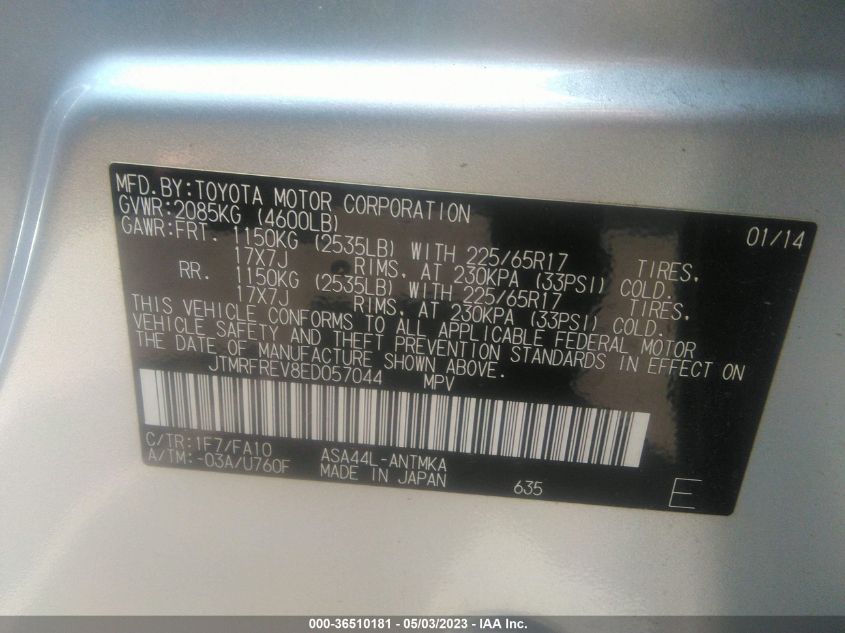 MFD.BY:TOYOTA MOTOR CORPORATION 01/14
GVWR:2085KG (4600LB)
GAWR:FRT. 1150KG (2535LB) WITH 225/65R17 TIRES,
17X7J RIMS, AT 230KPA (33PSI) COLD.
RR. 1150KG (2535LB) WITH 225/65R17 TIRES,
17X7J RIMS, AT 230KPA (33PSI) COLD.
THIS VEHICLE CONFORMS TO ALL APPLICABLE FEDERAL MOTOR
VEHICLE SAFETY AND THEFT PREVENTION STANDARDS IN EFFECT ON
THE DATE OF MANUFACTURE SHOWN ABOVE.
JTMRFREV8ED057044 MPV
C/TR:1F7/FA10 ASA44L-ANTMKA
A/TM:-03A/U760F MADE IN JAPAN 635 E
000-36510181 - 05/03/2023 - IAA Inc.